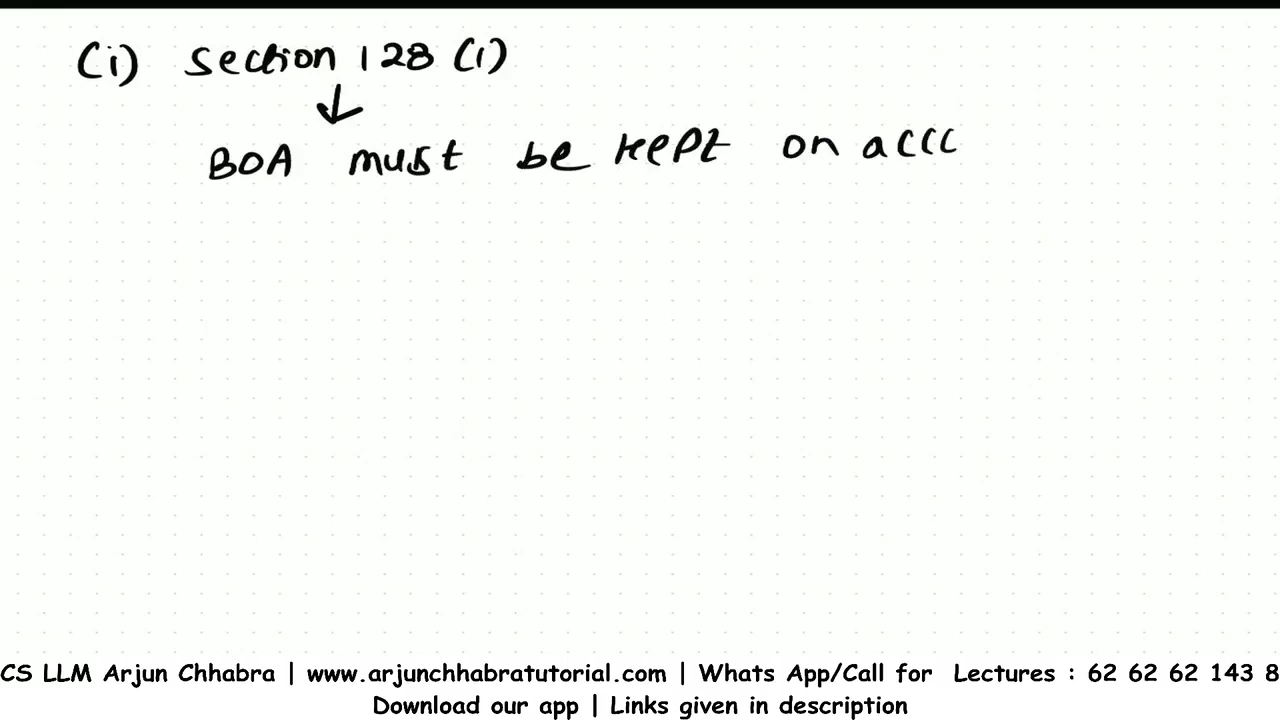 (i) section 128 (1)
↓
BOA must be kept on accc
CS LLM Arjun Chhabra | www.arjunchhabratutorial.com | Whats App/Call for Lectures : 62 62 62 143 8
Download our app | Links given in description